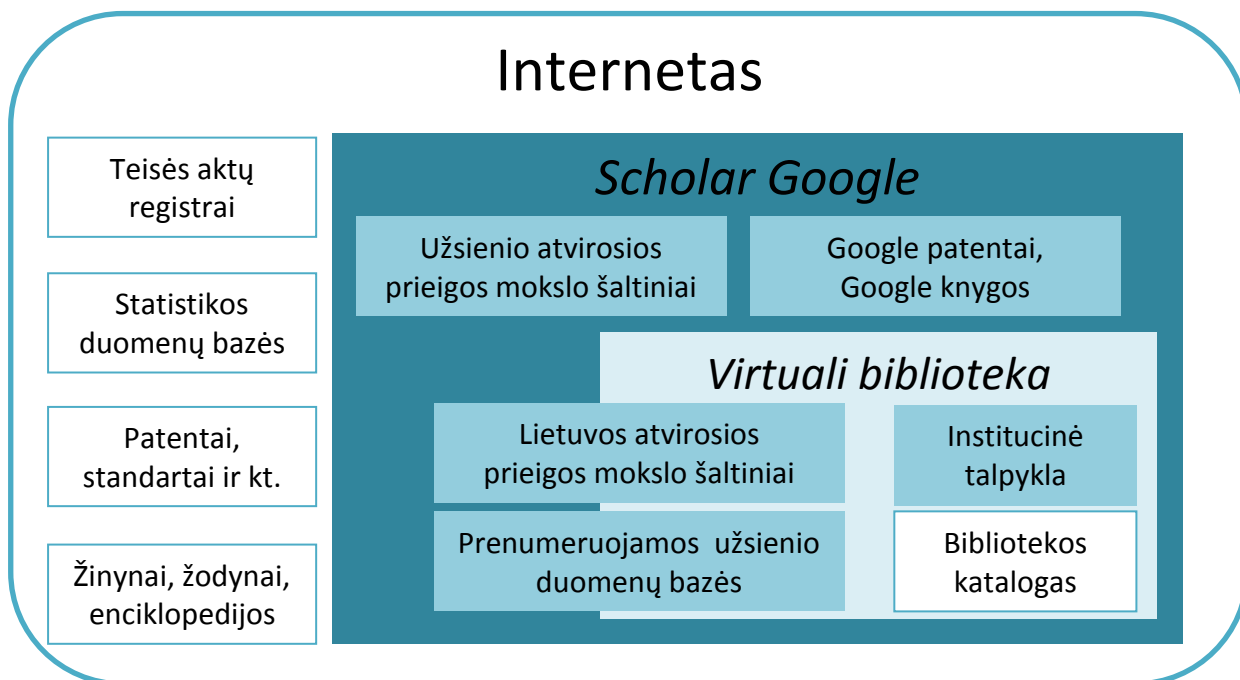 Internetas
Teisės aktų
registrai
Statistikos
duomenų bazės
Patentai,
standartai ir kt.
Žinynai, žodynai,
enciklopedijos
Scholar Google
Užsienio atvirosios
prieigos mokslo šaltiniai
Google patentai,
Google knygos
Virtuali biblioteka
Lietuvos atvirosios
prieigos mokslo šaltiniai
Institucinė
talpykla
Prenumeruojamos užsienio
duomenų bazės
Bibliotekos
katalogas